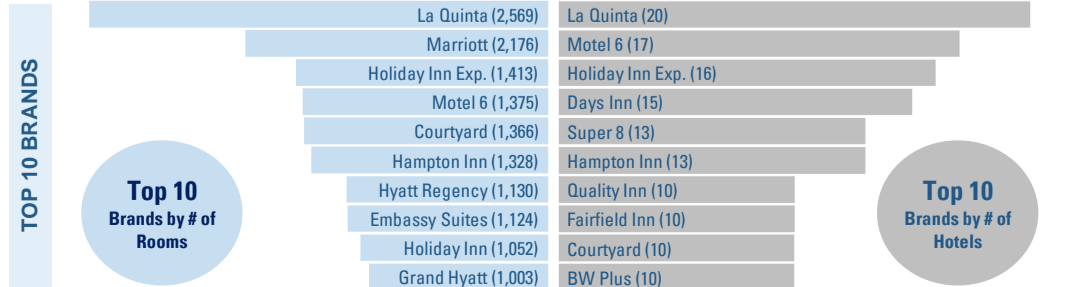 TOP 10 BRANDS
La Quinta (2,569)
Marriott (2,176)
Holiday Inn Exp. (1,413)
Motel 6 (1,375)
Courtyard (1,366)
Hampton Inn (1,328)
Hyatt Regency (1,130)
Embassy Suites (1,124)
Holiday Inn (1,052)
Grand Hyatt (1,003)
Top 10
Brands by # of
Rooms
La Quinta (20)
Motel 6 (17)
Holiday Inn Exp. (16)
Days Inn (15)
Super 8 (13)
Hampton Inn (13)
Quality Inn (10)
Fairfield Inn (10)
Courtyard (10)
BW Plus (10)
Top 10
Brands by # of
Hotels